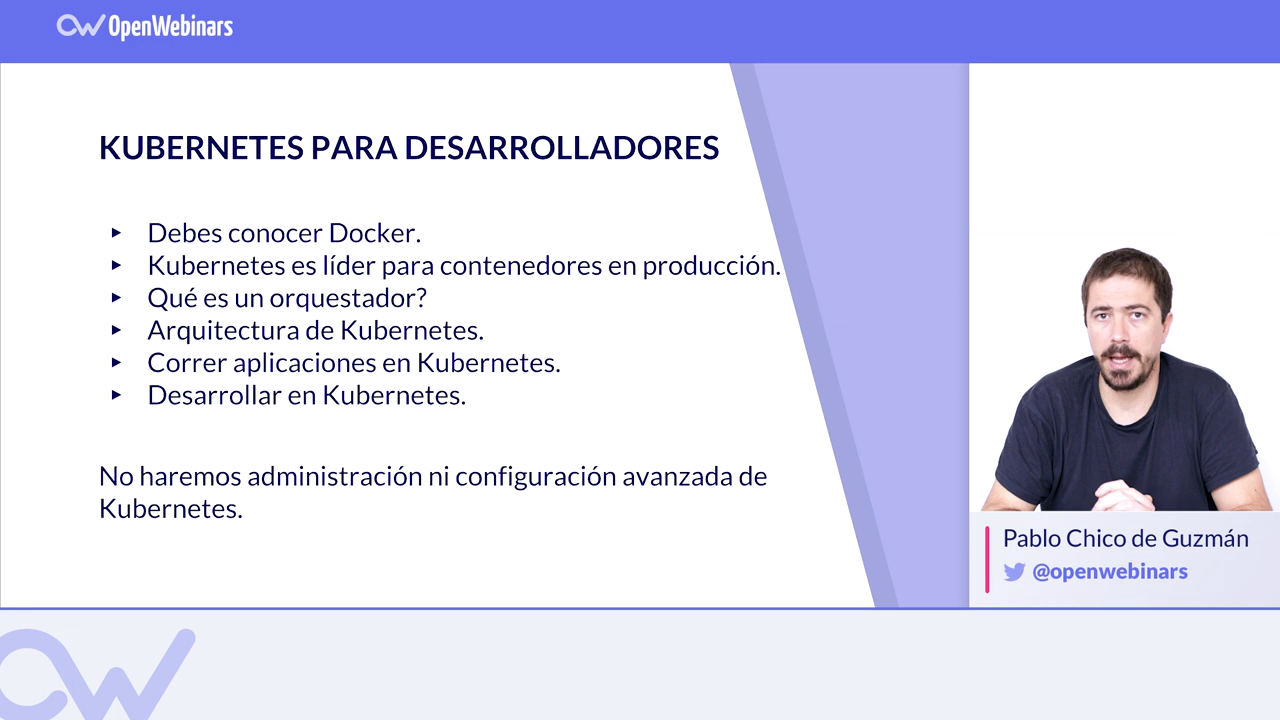 OpenWebinars
KUBERNETES PARA DESARROLLADORES
▸ Debes conocer Docker.
▸ Kubernetes es líder para contenedores en producción.
▸ Qué es un orquestador?
▸ Arquitectura de Kubernetes.
▸ Correr aplicaciones en Kubernetes.
▸ Desarrollar en Kubernetes.
No haremos administración ni configuración avanzada de
Kubernetes.
Pablo Chico de Guzmán
@openwebinars